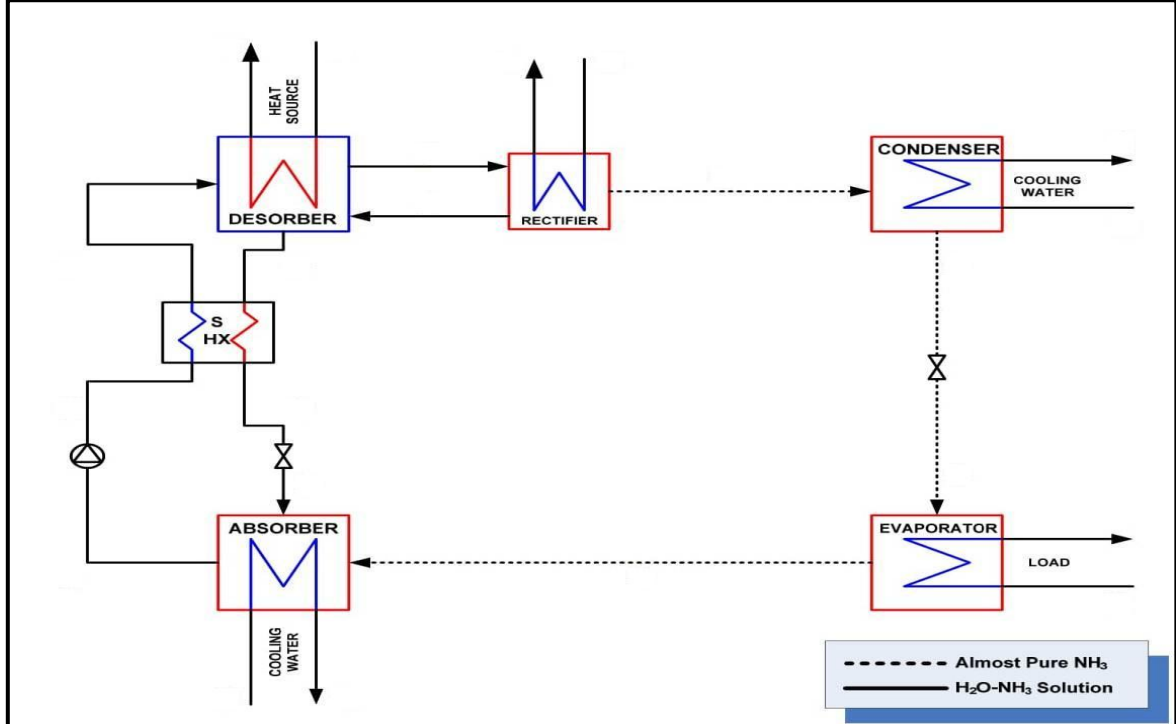 HEAT
SOURCE
DESORBER
RECTIFIER
CONDENSER
COOLING
WATER
S
HX
ABSORBER
COOLING
WATER
EVAPORATOR
LOAD
Almost Pure NH₃
H₂O-NH₃ Solution